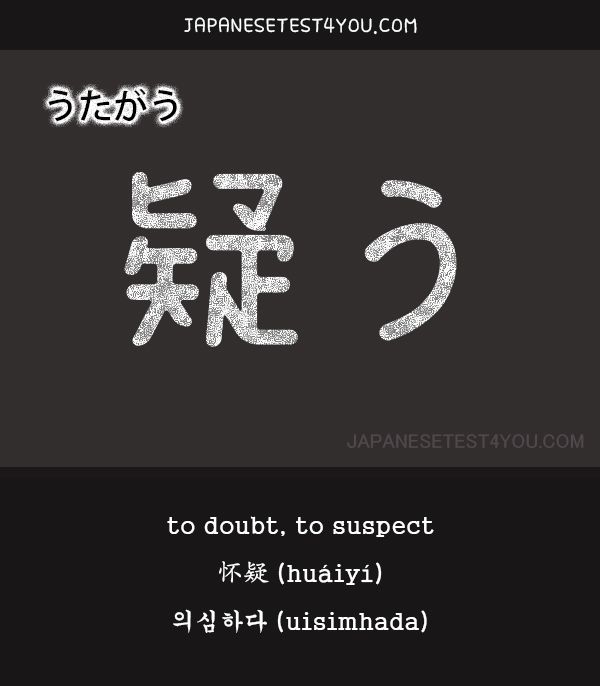 JAPANESETEST4YOU.COM
うたがう
疑う
JAPANESETEST4YOU.COM
to doubt, to suspect
怀疑 (huáiyí)
의심하다 (uisimhada)